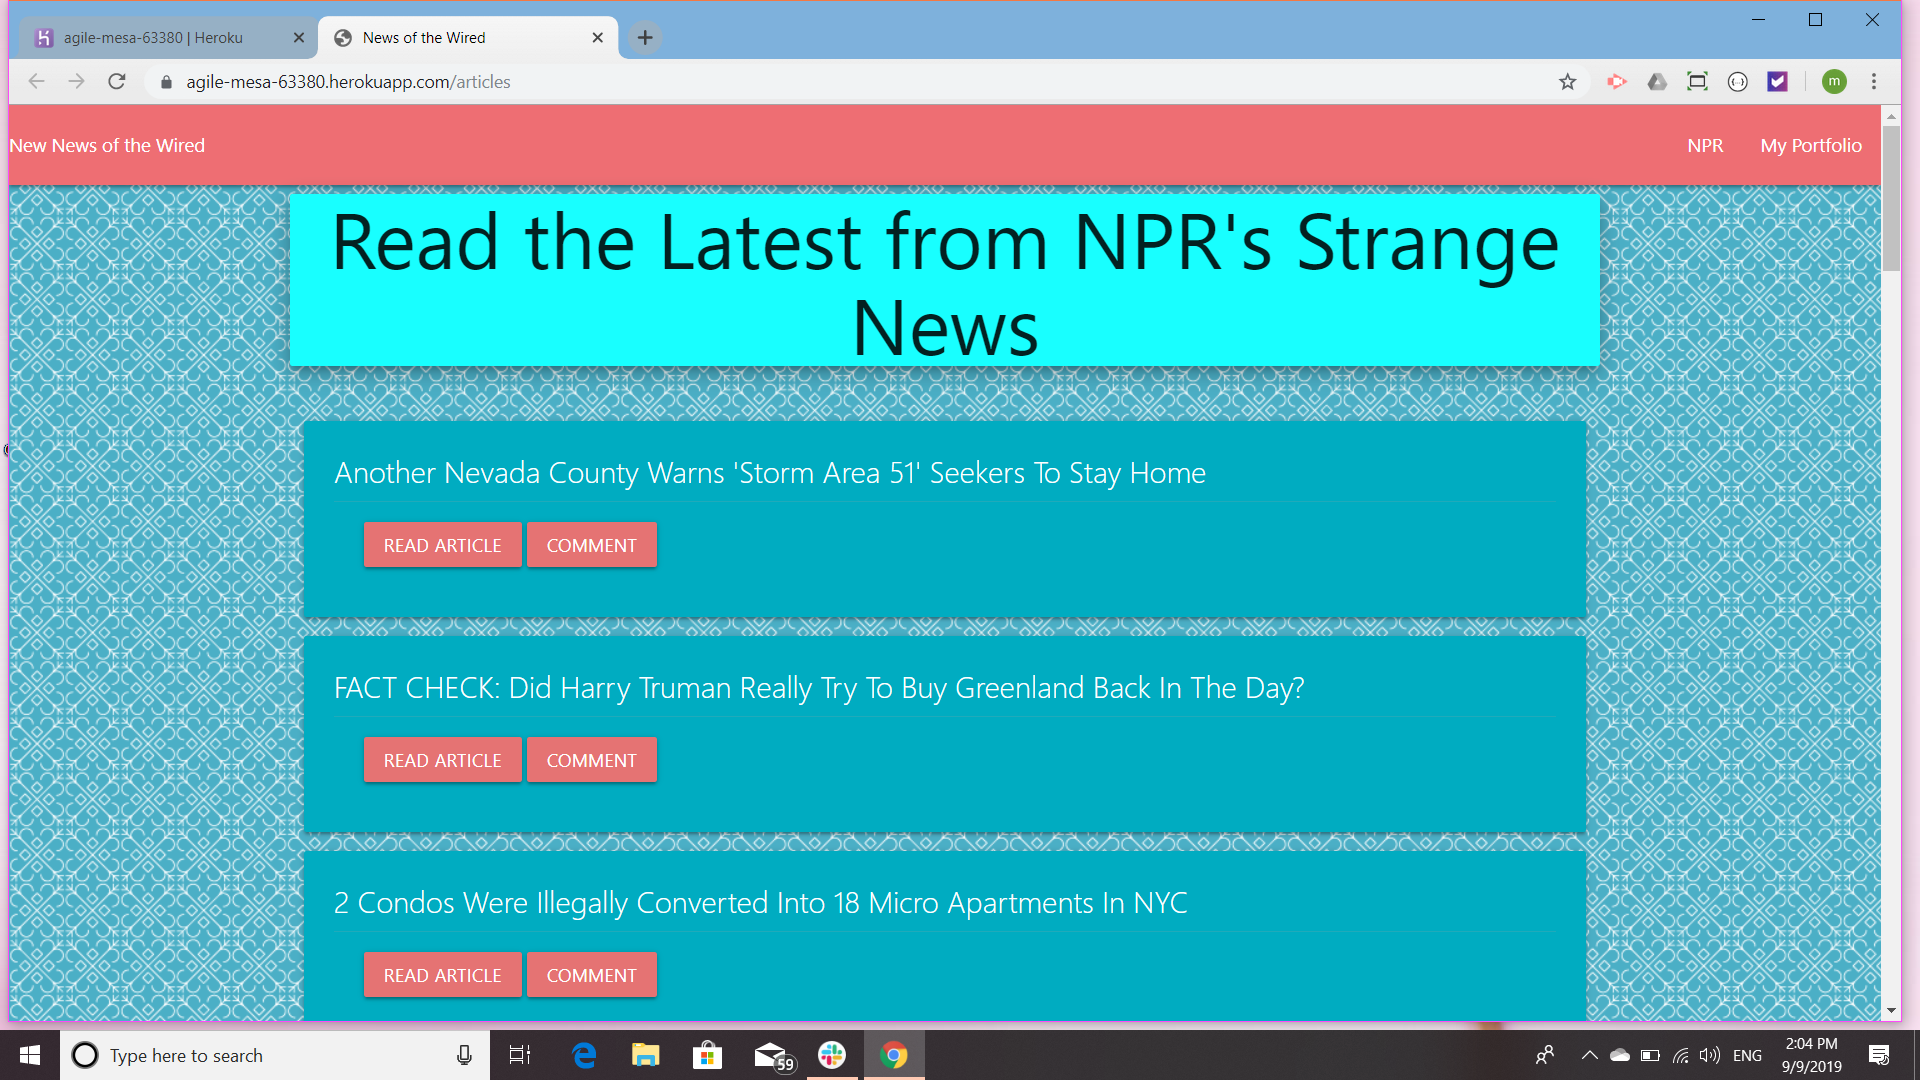 agile-mesa-63380 | Heroku
News of the Wired
agile-mesa-63380.herokuapp.com/articles
m
New News of the Wired
NPR
My Portfolio
Read the Latest from NPR's Strange
News
Another Nevada County Warns 'Storm Area 51' Seekers To Stay Home
READ ARTICLE
COMMENT
FACT CHECK: Did Harry Truman Really Try To Buy Greenland Back In The Day?
READ ARTICLE
COMMENT
2 Condos Were Illegally Converted Into 18 Micro Apartments In NYC
READ ARTICLE
COMMENT
Type here to search
59
ENG
2:04 PM
9/9/2019